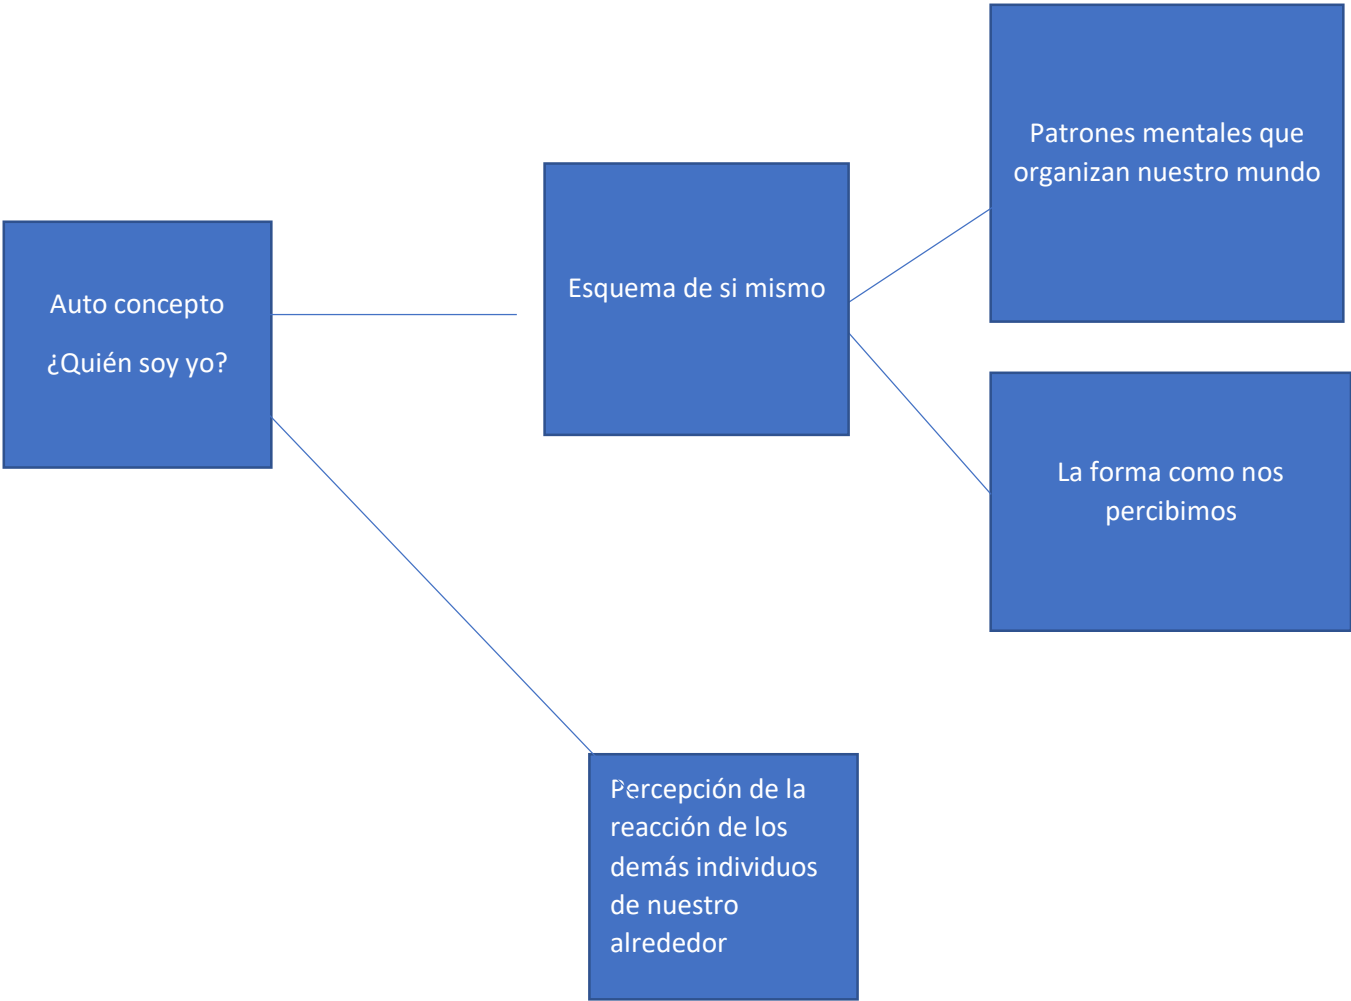 Auto concepto
¿Quién soy yo?
Esquema de si mismo
Patrones mentales que
organizan nuestro mundo
La forma como nos
percibimos
Percepción de la
reacción de los
demás individuos
de nuestro
alrededor